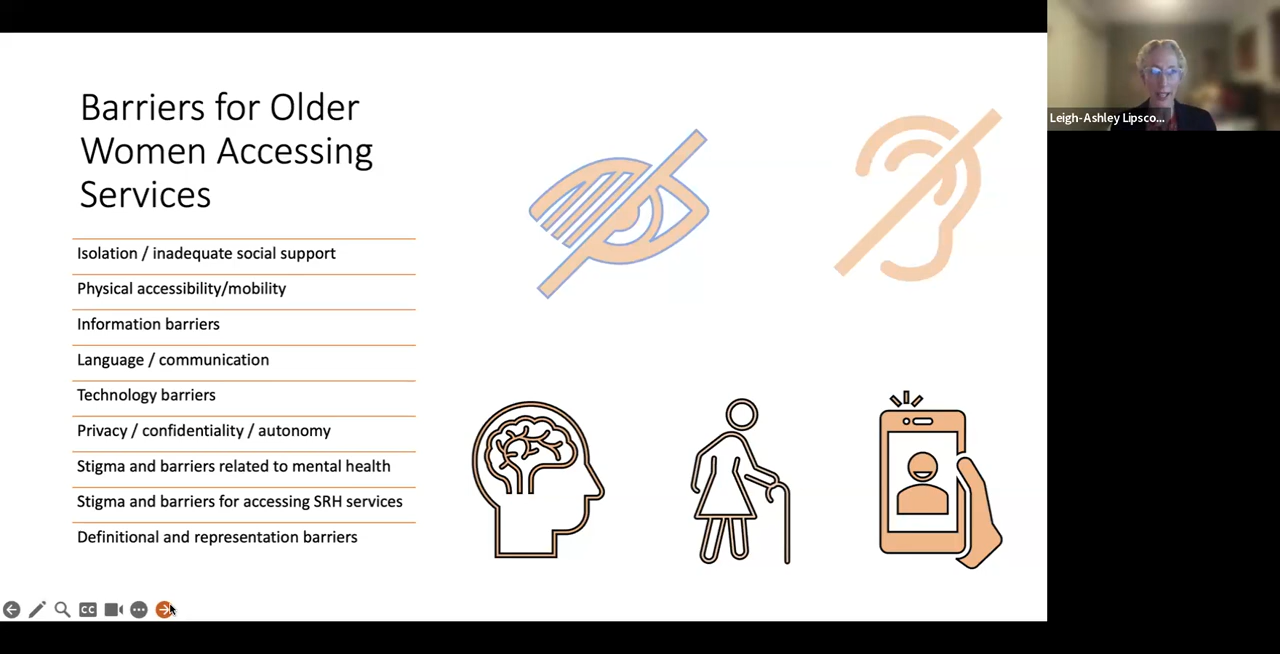 Barriers for Older
Women Accessing
Services
Isolation / inadequate social support
Physical accessibility/mobility
Information barriers
Language / communication
Technology barriers
Privacy / confidentiality / autonomy
Stigma and barriers related to mental health
Stigma and barriers for accessing SRH services
Definitional and representation barriers
CC
Leigh-Ashley Lipsco...